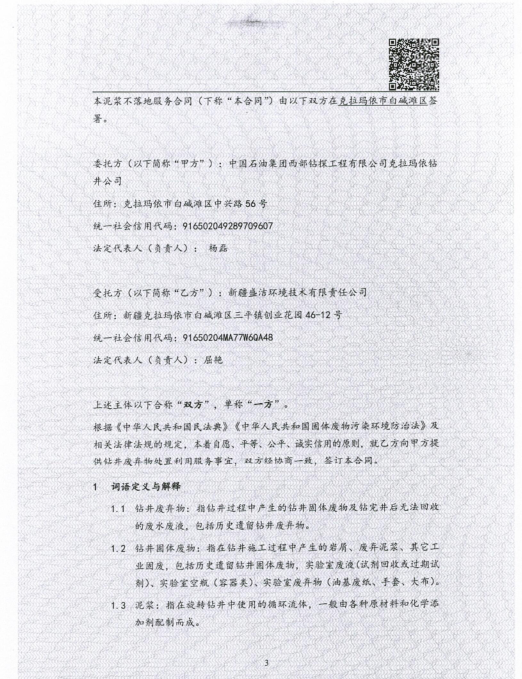 本泥浆不落地服务合同（下称“本合同”）由以下双方在克拉玛依市白碱滩区签
署。
委托方（以下简称“甲方”）：中国石油集团西部钻探工程有限公司克拉玛依钻
井公司
住所：克拉玛依市白碱滩区中兴路 56 号
统一社会信用代码：916502049289709607
法定代表人（负责人）： 杨磊
受托方（以下简称“乙方”）：新疆盛洁环境技术有限责任公司
住所：新疆克拉玛依市白碱滩区三平镇创业花园 46-12 号
统一社会信用代码：91650204MA77W6QA48
法定代表人（负责人）：屈艳
上述主体以下合称“双方”，单称“一方”。
根据《中华人民共和国民法典》《中华人民共和国固体废物污染环境防治法》及
相关法律法规的规定，本着自愿、平等、公平、诚实信用的原则，就乙方向甲方提
供钻井废弃物处置利用服务事宜，双方经协商一致，签订本合同。
1 词语定义与解释
1.1 钻井废弃物：指钻井过程中产生的钻井固体废物及钻完井后无法回收
的废水废液，包括历史遗留钻井废弃物。
1.2 钻井固体废物：指在钻井施工过程中产生的岩屑、废弃泥浆、其它工
业固废，包括历史遗留钻井固体废物，实验室废液(试剂回收或过期试
剂）、实验室空瓶（容器类）、实验室废弃物（油基废纸、手套、大布）。
1.3 泥浆：指在旋转钻井中使用的循环流体，一般由各种原材料和化学添
加剂配制而成。
3